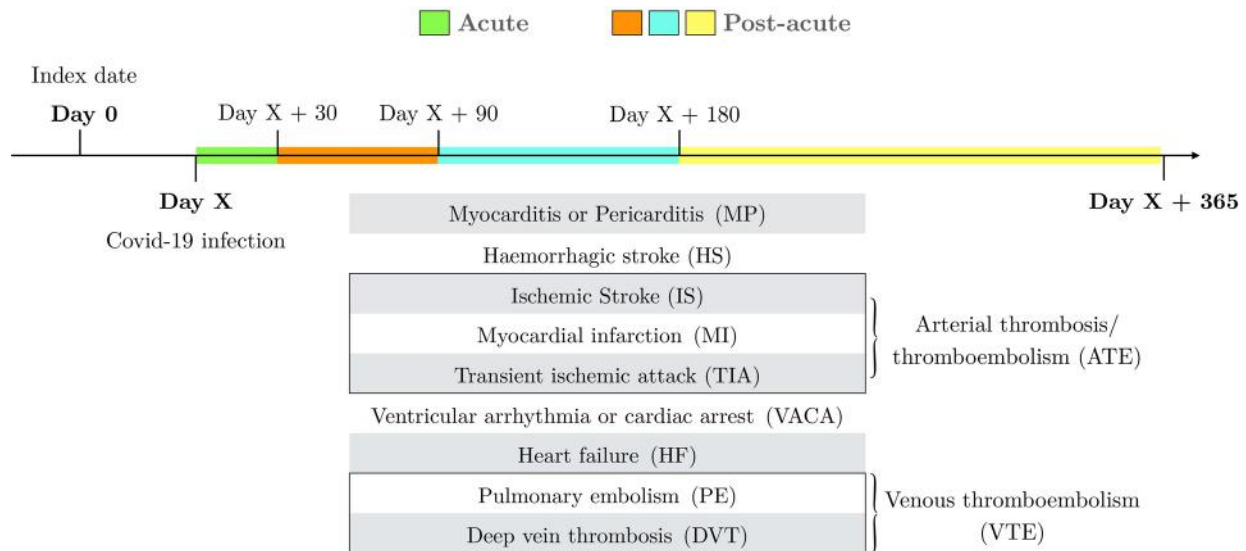 Acute
Post-acute
Index date
Day 0
Day X + 30
Day X + 90
Day X + 180
Day X
Day X + 365
Covid-19 infection
Myocarditis or Pericarditis (MP)
Haemorrhagic stroke (HS)
Ischemic Stroke (IS)
Myocardial infarction (MI)
Transient ischemic attack (TIA)
Arterial thrombosis/
thromboembolism (ATE)
Ventricular arrhythmia or cardiac arrest (VACA)
Heart failure (HF)
Pulmonary embolism (PE)
Deep vein thrombosis (DVT)
Venous thromboembolism
(VTE)